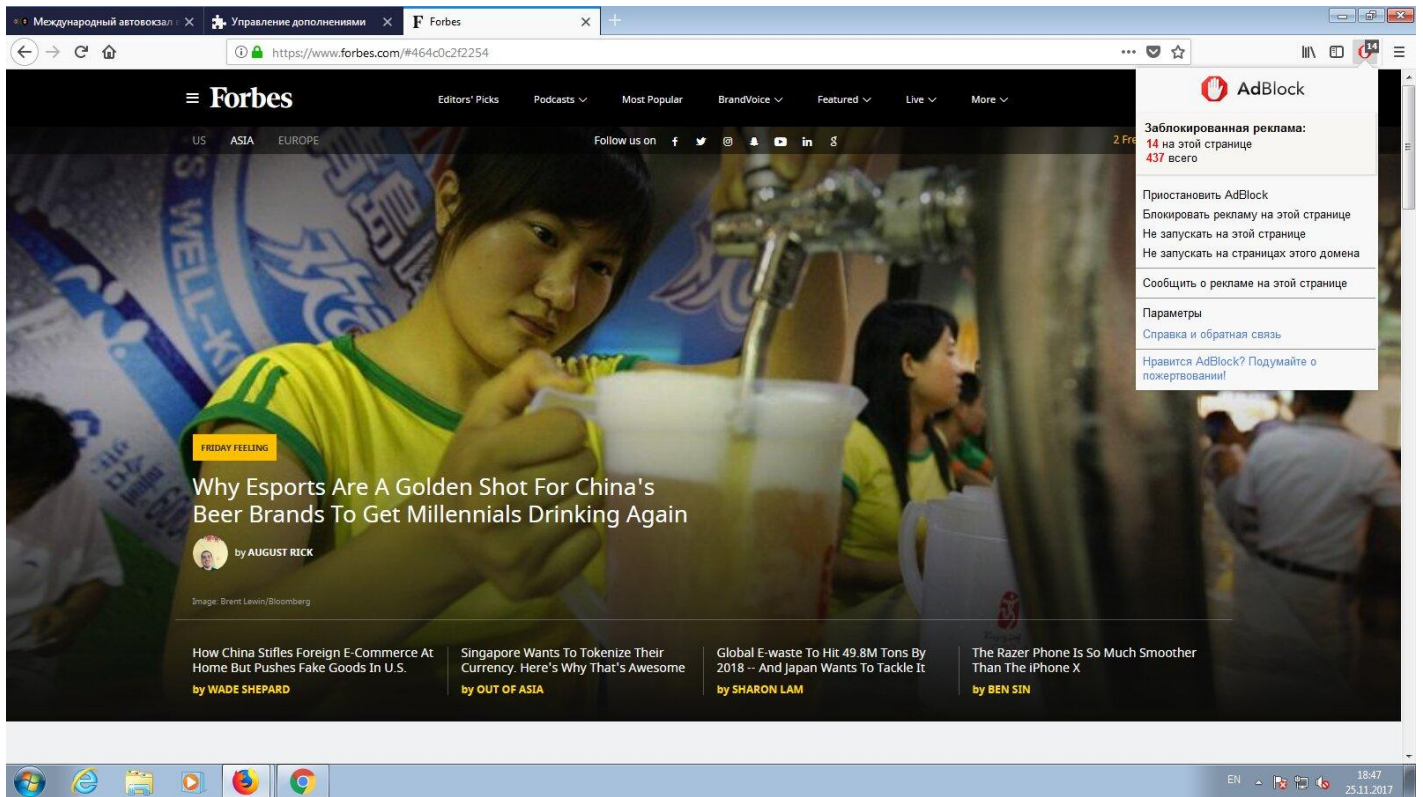 Международный автовокзал
Управление дополнениями
F Forbes
https://www.forbes.com/#464c0c2f2254
14
Forbes
Editors' Picks
Podcasts
Most Popular
BrandVoice
Featured
Live
More
US
ASIA
EUROPE
Follow us on
2 Fre
AdBlock
Заблокированная реклама:
14 на этой странице
437 всего
Приостановить AdBlock
Блокировать рекламу на этой странице
Не запускать на этой странице
Не запускать на страницах этого домена
Сообщить о рекламе на этой странице
Параметры
Справка и обратная связь
Нравится AdBlock? Подумайте о
пожертвовании!
S WELL-K
FRIDAY FEELING
Why Esports Are A Golden Shot For China's
Beer Brands To Get Millennials Drinking Again
by AUGUST RICK
Image: Brent Lewin/Bloomberg
How China Stifles Foreign E-Commerce At
Home But Pushes Fake Goods In U.S.
by WADE SHEPARD
Singapore Wants To Tokenize Their
Currency. Here's Why That's Awesome
by OUT OF ASIA
Global E-waste To Hit 49.8M Tons By
2018 -- And Japan Wants To Tackle It
by SHARON LAM
The Razer Phone Is So Much Smoother
Than The iPhone X
by BEN SIN
EN
18:47
25.11.2017